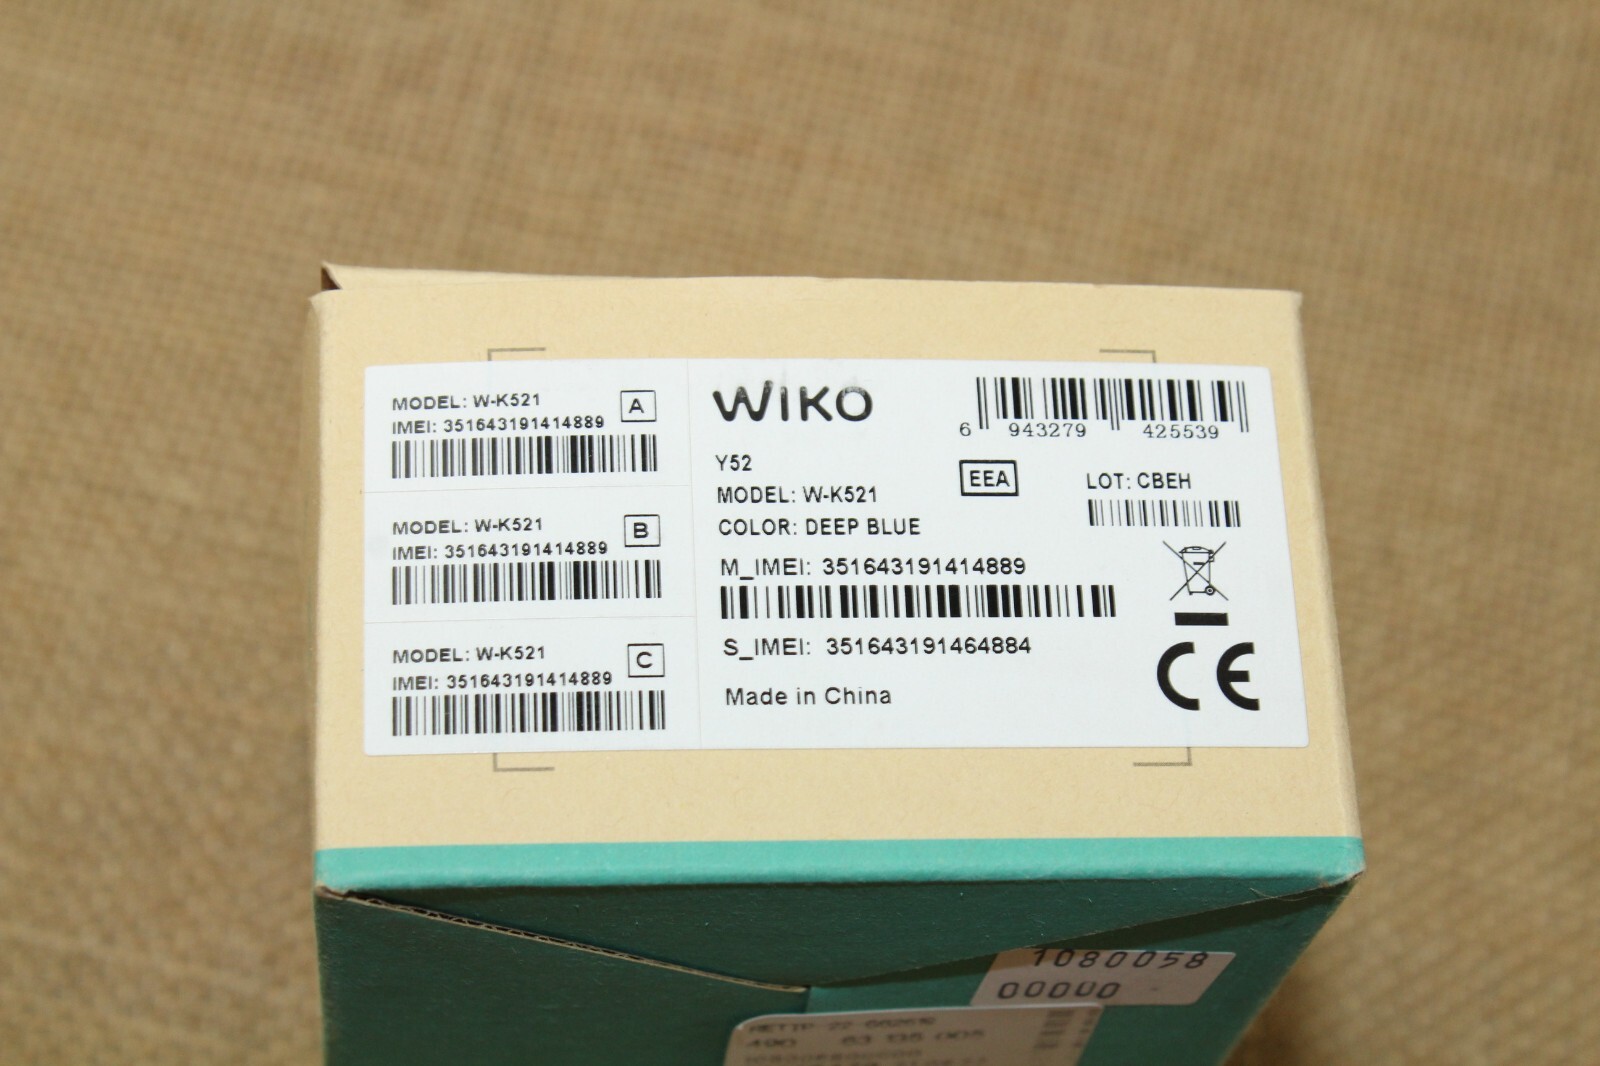 MODEL: W-K521
IMEI: 351643191414889
A
MODEL: W-K521
IMEI: 351643191414889
B
MODEL: W-K521
IMEI: 351643191414889
C
WIKO
6 943279 425539
Y52
MODEL: W-K521
COLOR: DEEP BLUE
EEA
LOT: CBEH
M_IMEI: 351643191414889
S_IMEI: 351643191464884
Made in China
CE
1080058
00000